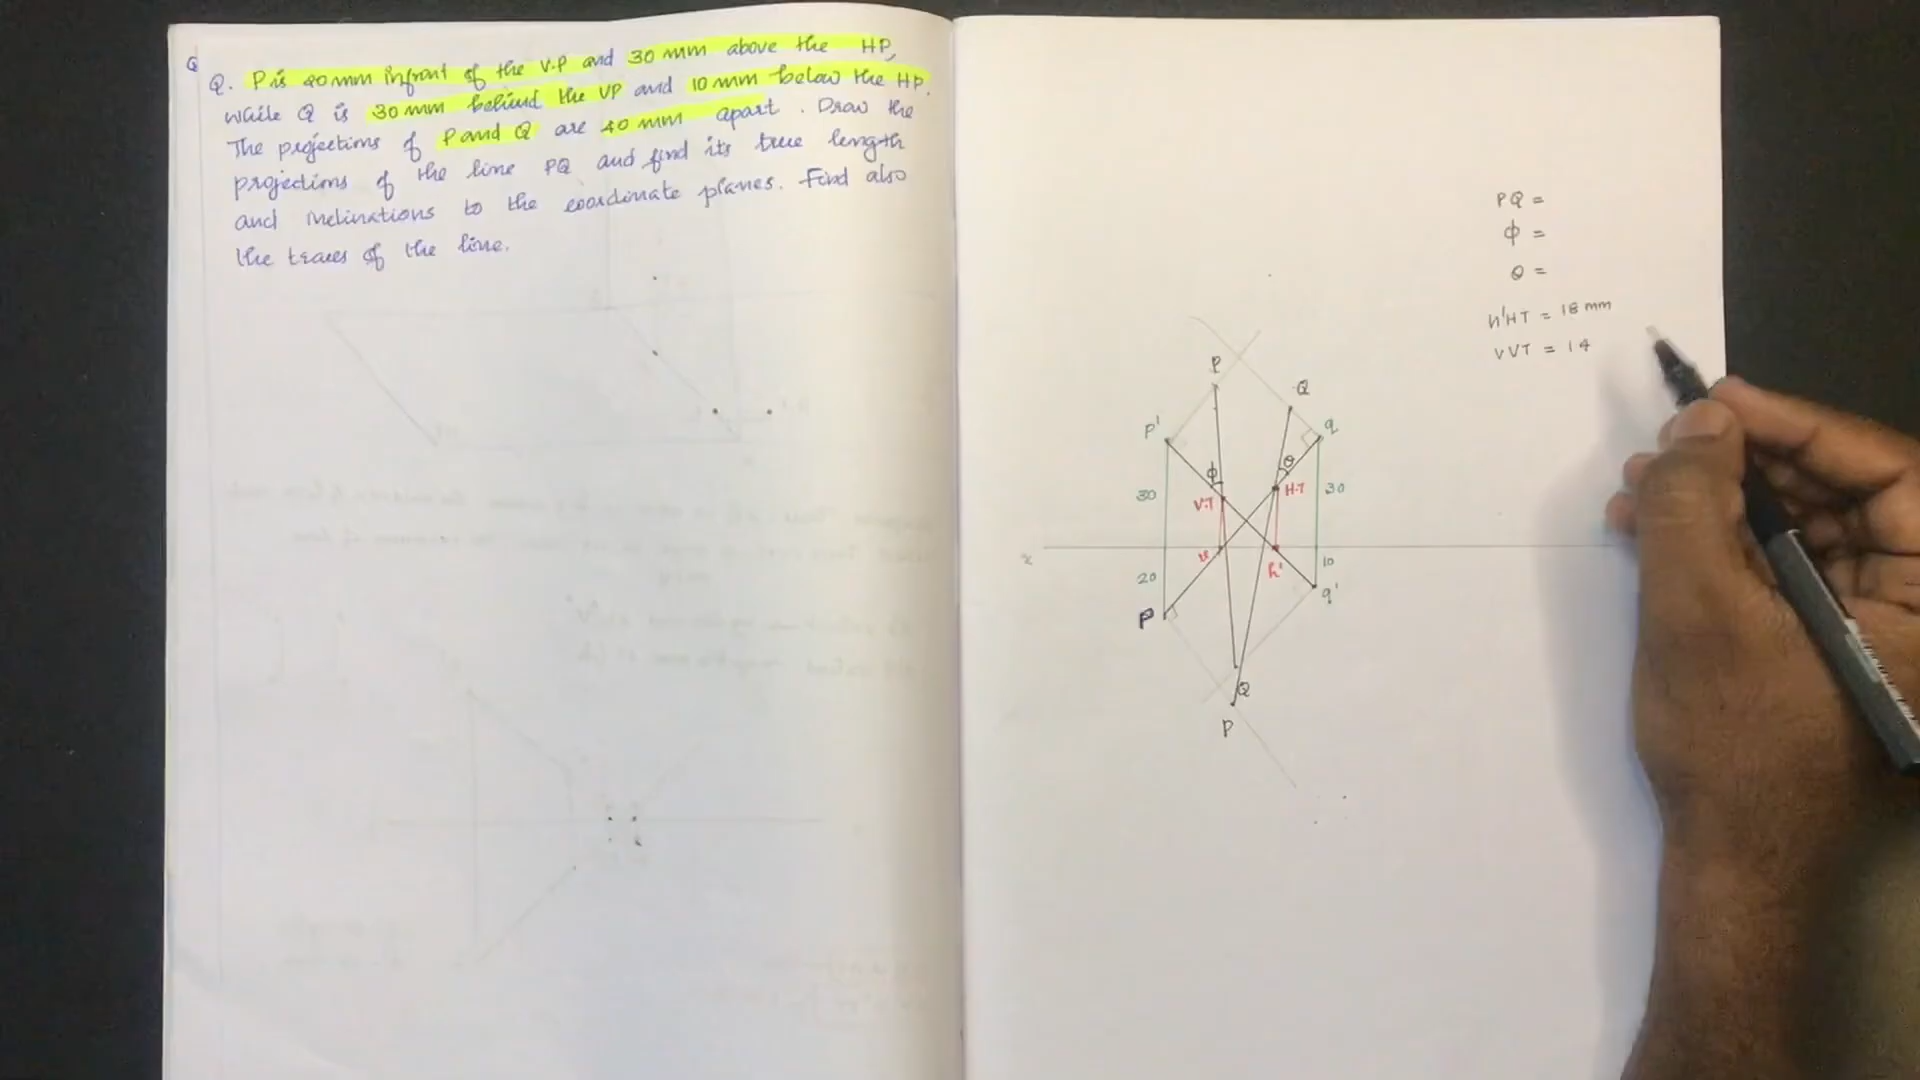 Q
Q. P is 20 mm infront of the V.P and 30 mm above the HP,
While Q is 30 mm behind the VP and 10 mm below the HP.
The projections of P and Q are 40 mm apart. Draw the
projections of the line PQ and find its true length
and inclinations to the coordinate planes. Find also
the traces of the line.
PQ =
ϕ =
θ =
h'HT = 18 mm
VVT = 14
P
Q
P'
q
ϕ
θ
30
V.T
H.T
30
x
v
h'
10
20
q'
P
Q
P